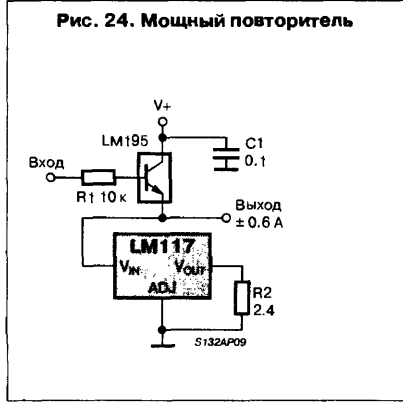 Рис. 24. Мощный повторитель
V+
LM195
C1
0.1
Вход
R1 10 к
Выход
± 0.6 A
LM117
VIN
VOUT
ADJ
R2
2.4
S132AP09